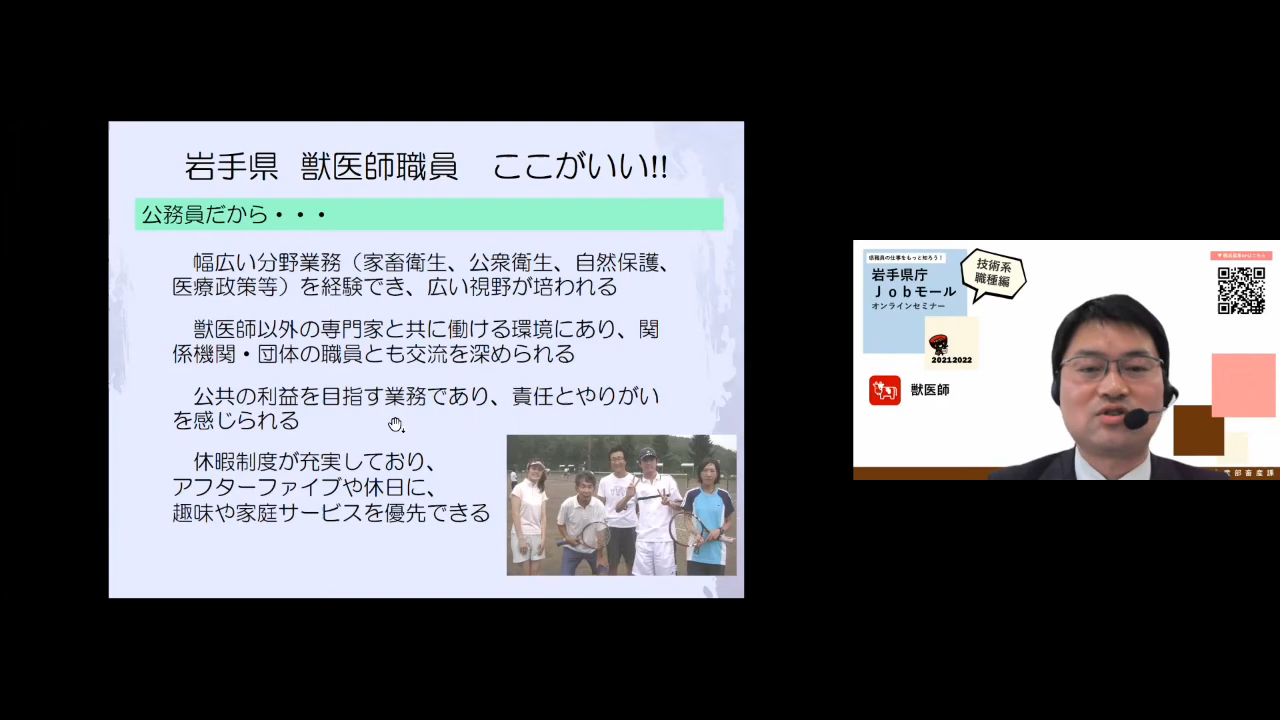 岩手県 獣医師職員 ここがいい!!
公務員だから・・・
幅広い分野業務（家畜衛生、公衆衛生、自然保護、
医療政策等）を経験でき、広い視野が培われる
獣医師以外の専門家と共に働ける環境にあり、関
係機関・団体の職員とも交流を深められる
公共の利益を目指す業務であり、責任とやりがい
を感じられる
休暇制度が充実しており、
アフターファイブや休日に、
趣味や家庭サービスを優先できる
県職員の仕事をもっと知ろう！
岩手県庁
Ｊｏｂモール
オンラインセミナー
技術系
職種編
2021 2022
獣医師
部畜産課